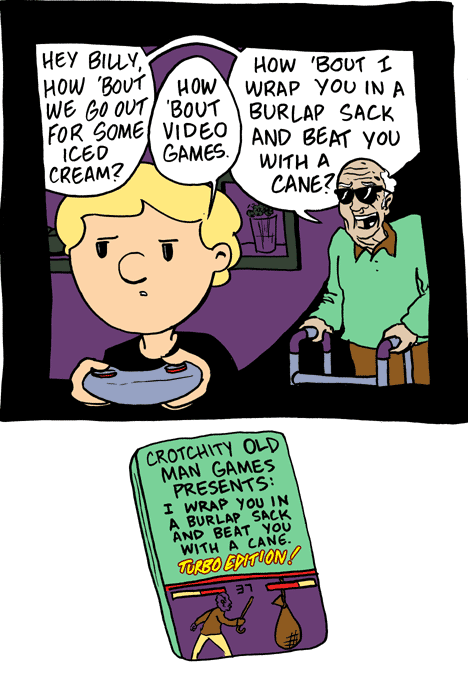 HEY BILLY,
HOW 'BOUT
WE GO OUT
FOR SOME
ICED
CREAM?
HOW
'BOUT
VIDEO
GAMES.
HOW 'BOUT I
WRAP YOU IN A
BURLAP SACK
AND BEAT YOU
WITH A
CANE?
CROTCHITY OLD
MAN GAMES
PRESENTS:
I WRAP YOU IN
A BURLAP SACK
AND BEAT YOU
WITH A CANE.
TURBO EDITION!
37